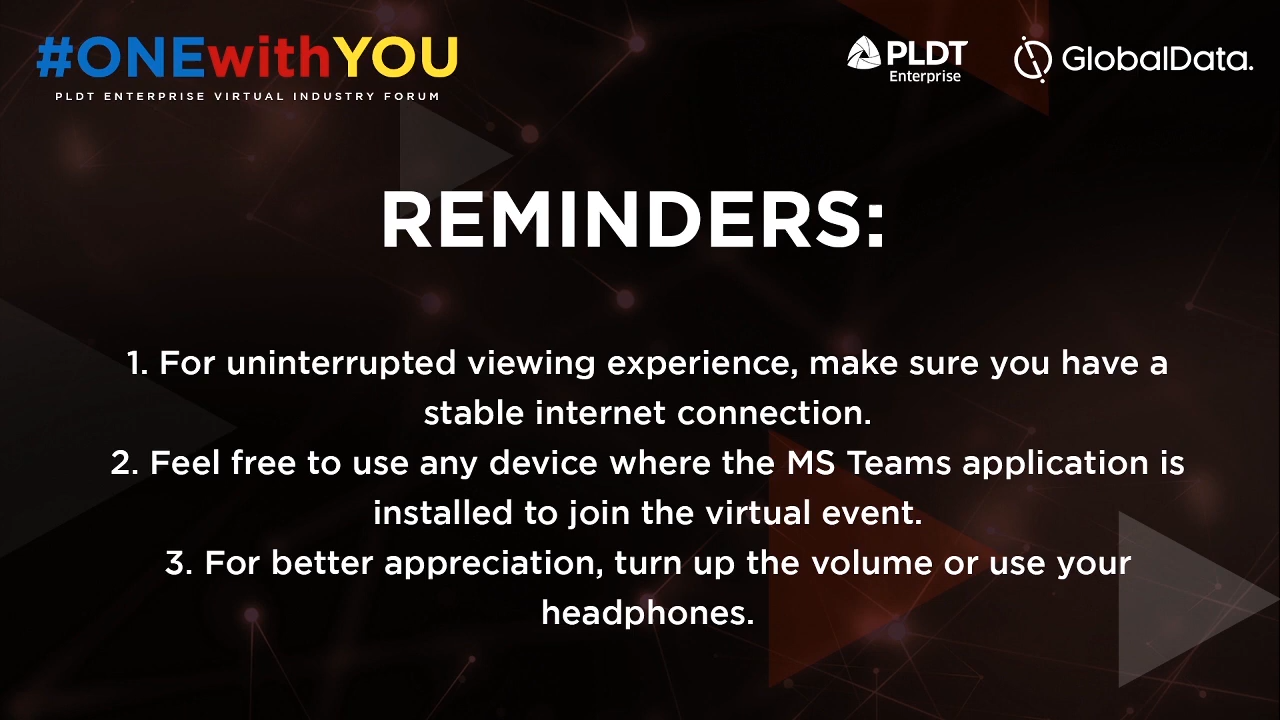 #ONEwithYOU
PLDT ENTERPRISE VIRTUAL INDUSTRY FORUM
PLDT
Enterprise
GlobalData.
REMINDERS:
1. For uninterrupted viewing experience, make sure you have a
stable internet connection.
2. Feel free to use any device where the MS Teams application is
installed to join the virtual event.
3. For better appreciation, turn up the volume or use your
headphones.